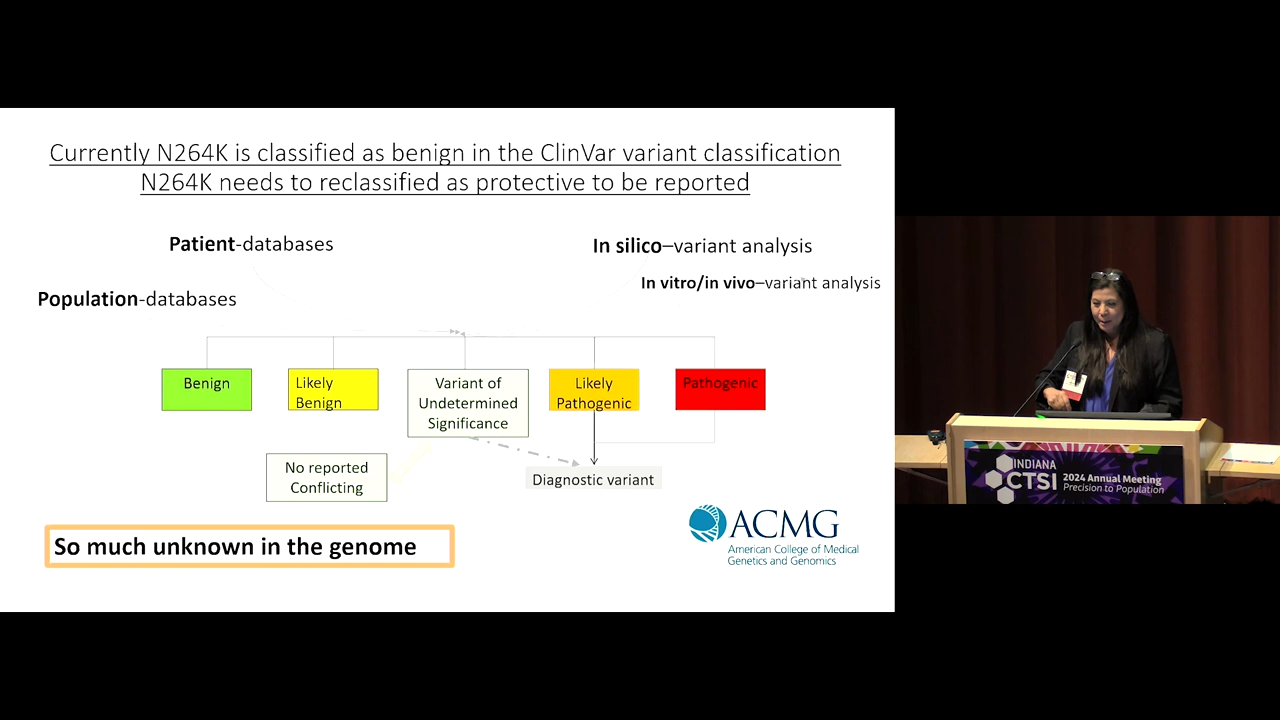 Currently N264K is classified as benign in the ClinVar variant classification
N264K needs to reclassified as protective to be reported
Patient-databases
In silico–variant analysis
In vitro/in vivo–variant analysis
Population-databases
Benign
Likely
Benign
Variant of
Undetermined
Significance
Likely
Pathogenic
Pathogenic
No reported
Conflicting
Diagnostic variant
So much unknown in the genome
ACMG
American College of Medical
Genetics and Genomics
INDIANA
CTSI
2024 Annual Meeting
Precision to Population